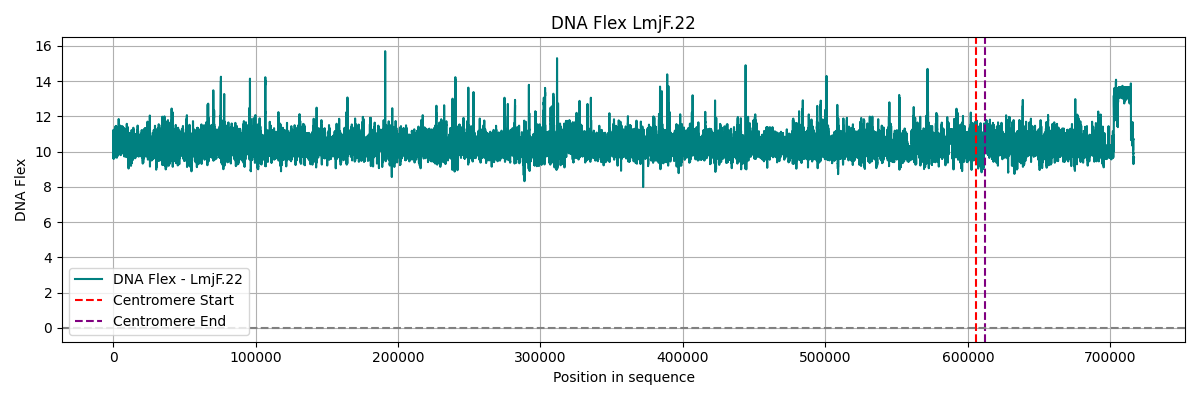 DNA Flex LmjF.22
16
14
12
10
8
6
4
2
0
DNA Flex
DNA Flex - LmjF.22
Centromere Start
Centromere End
0 100000 200000 300000 400000 500000 600000 700000
Position in sequence